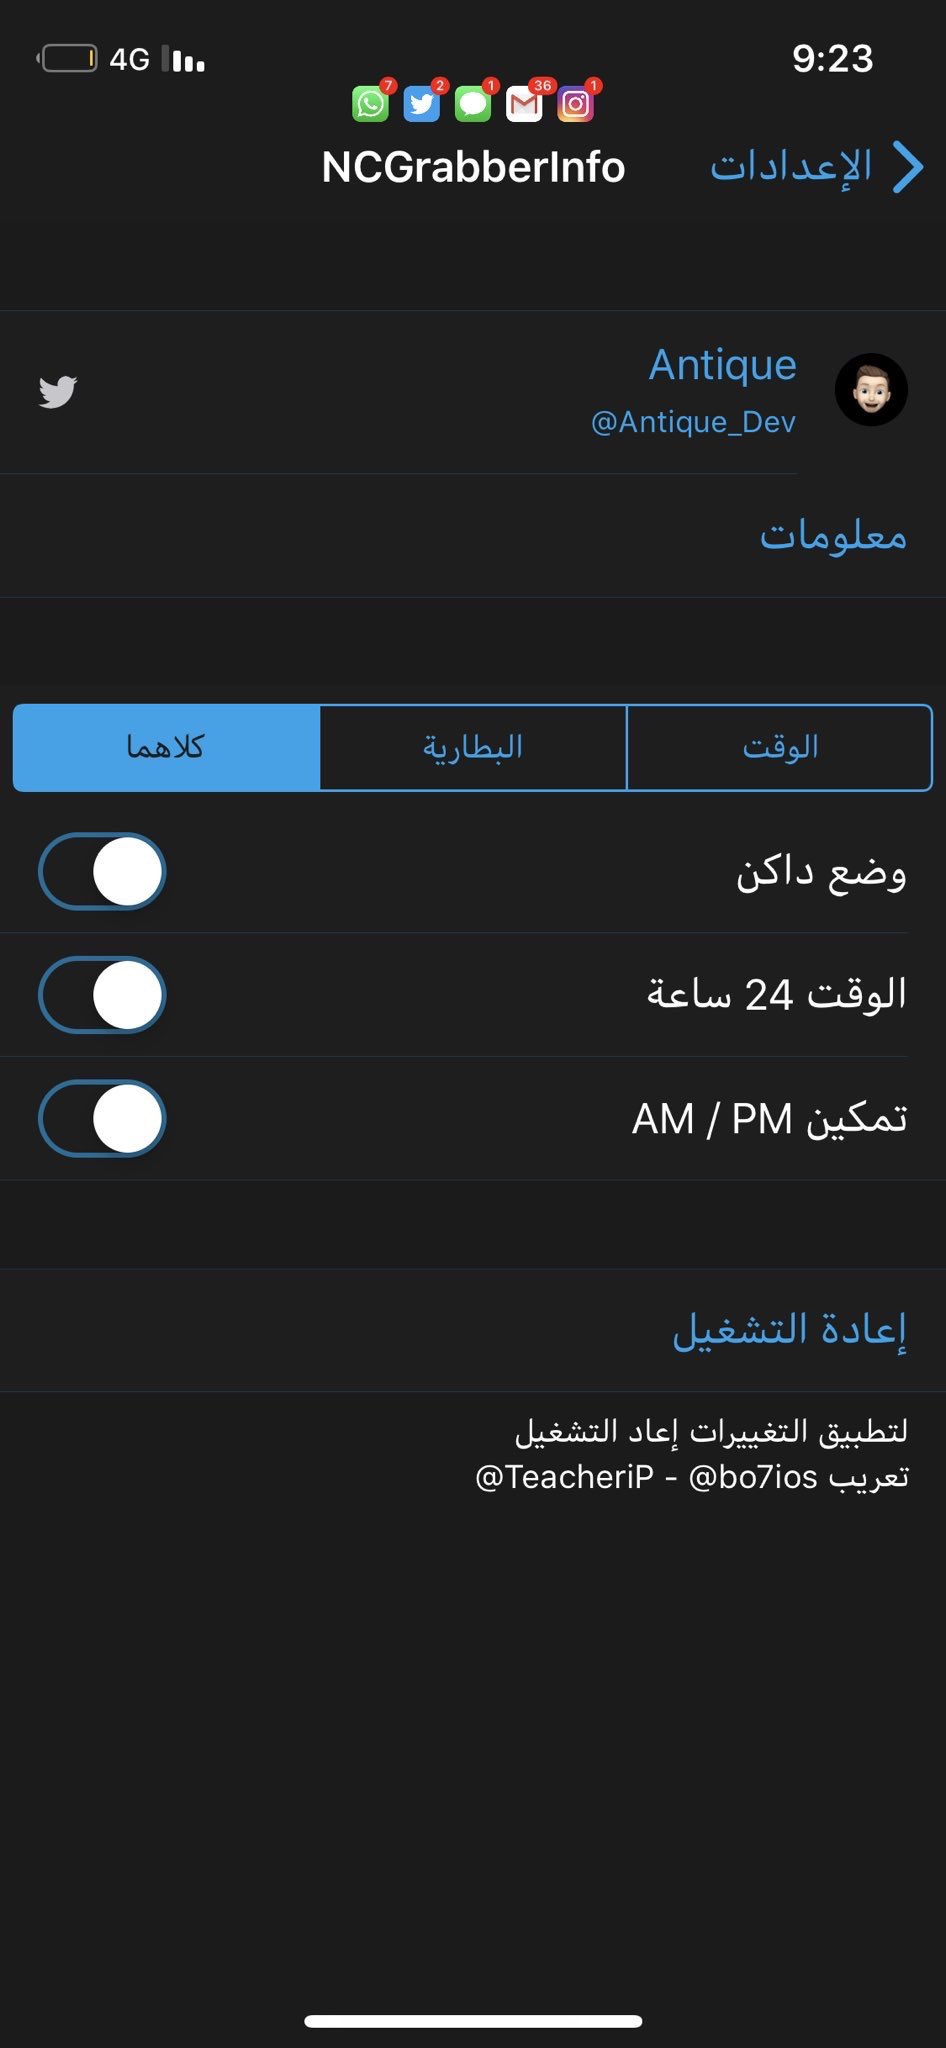 9:23
4G
7 2 1 36 1
الإعدادات
NCGrabberInfo
Antique
@Antique_Dev
معلومات
الوقت البطارية كلاهما
وضع داكن
الوقت 24 ساعة
تمكين AM / PM
إعادة التشغيل
لتطبيق التغييرات إعاد التشغيل
تعريب @TeacheriP - @bo7ios